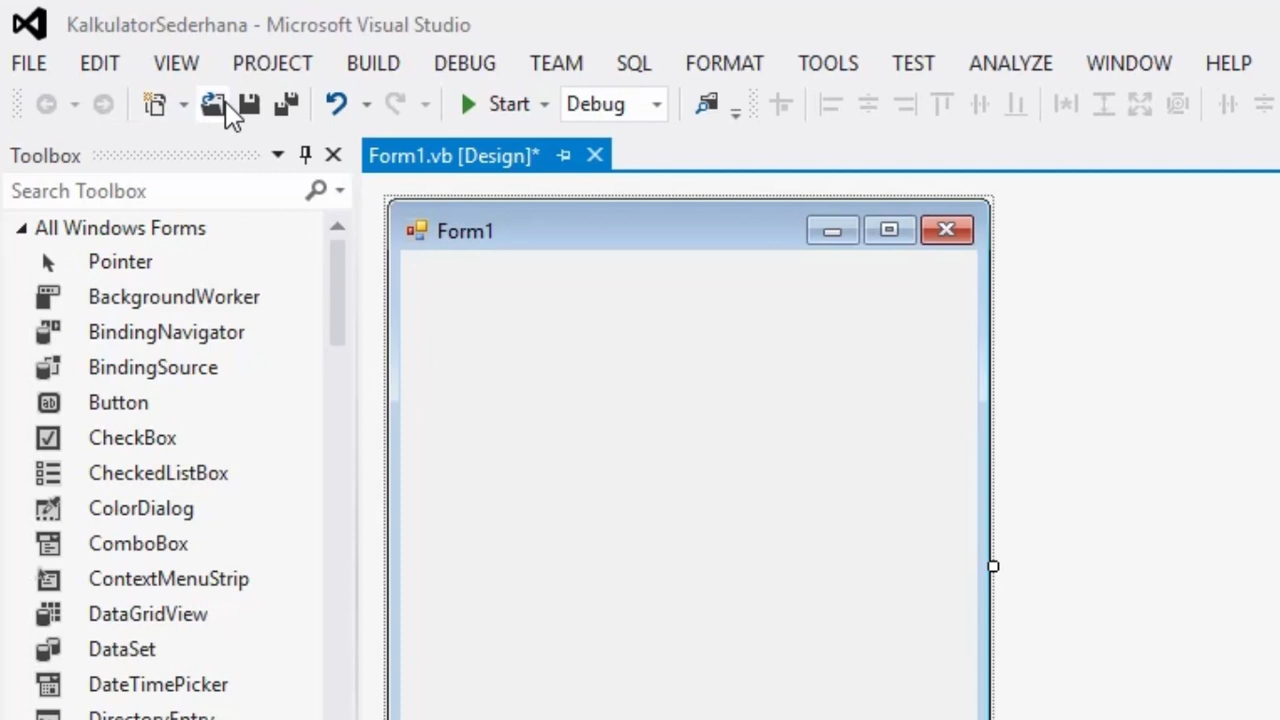 KalkulatorSederhana - Microsoft Visual Studio
FILE EDIT VIEW PROJECT BUILD DEBUG TEAM SQL FORMAT TOOLS TEST ANALYZE WINDOW HELP
Start Debug
Toolbox
Form1.vb [Design]*
Search Toolbox
All Windows Forms
Form1
Pointer
BackgroundWorker
BindingNavigator
BindingSource
Button
CheckBox
CheckedListBox
ColorDialog
ComboBox
ContextMenuStrip
DataGridView
DataSet
DateTimePicker
DirectoryEntry